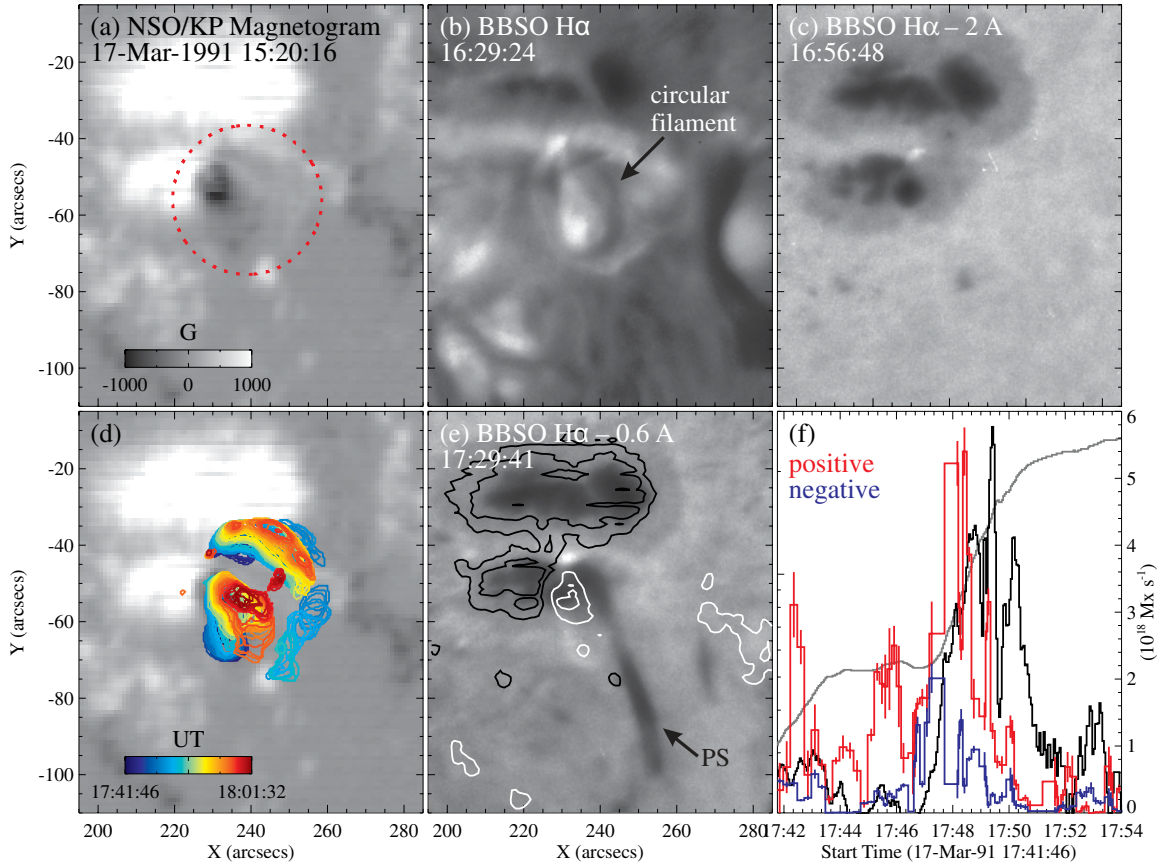 (a) NSO/KP Magnetogram
17-Mar-1991 15:20:16
-20
-40
-60
-80
-100
Y (arcsecs)
G
-1000 0 1000
(b) BBSO Hα
16:29:24
circular
filament
(c) BBSO Hα – 2 A
16:56:48
(d)
-20
-40
-60
-80
-100
Y (arcsecs)
UT
17:41:46 18:01:32
200 220 240 260 280
X (arcsecs)
(e) BBSO Hα – 0.6 A
17:29:41
PS
200 220 240 260 280
X (arcsecs)
(f)
positive
negative
6
5
4
3
2
1
0
(10¹⁸ Mx s⁻¹)
17:42 17:44 17:46 17:48 17:50 17:52 17:54
Start Time (17-Mar-91 17:41:46)